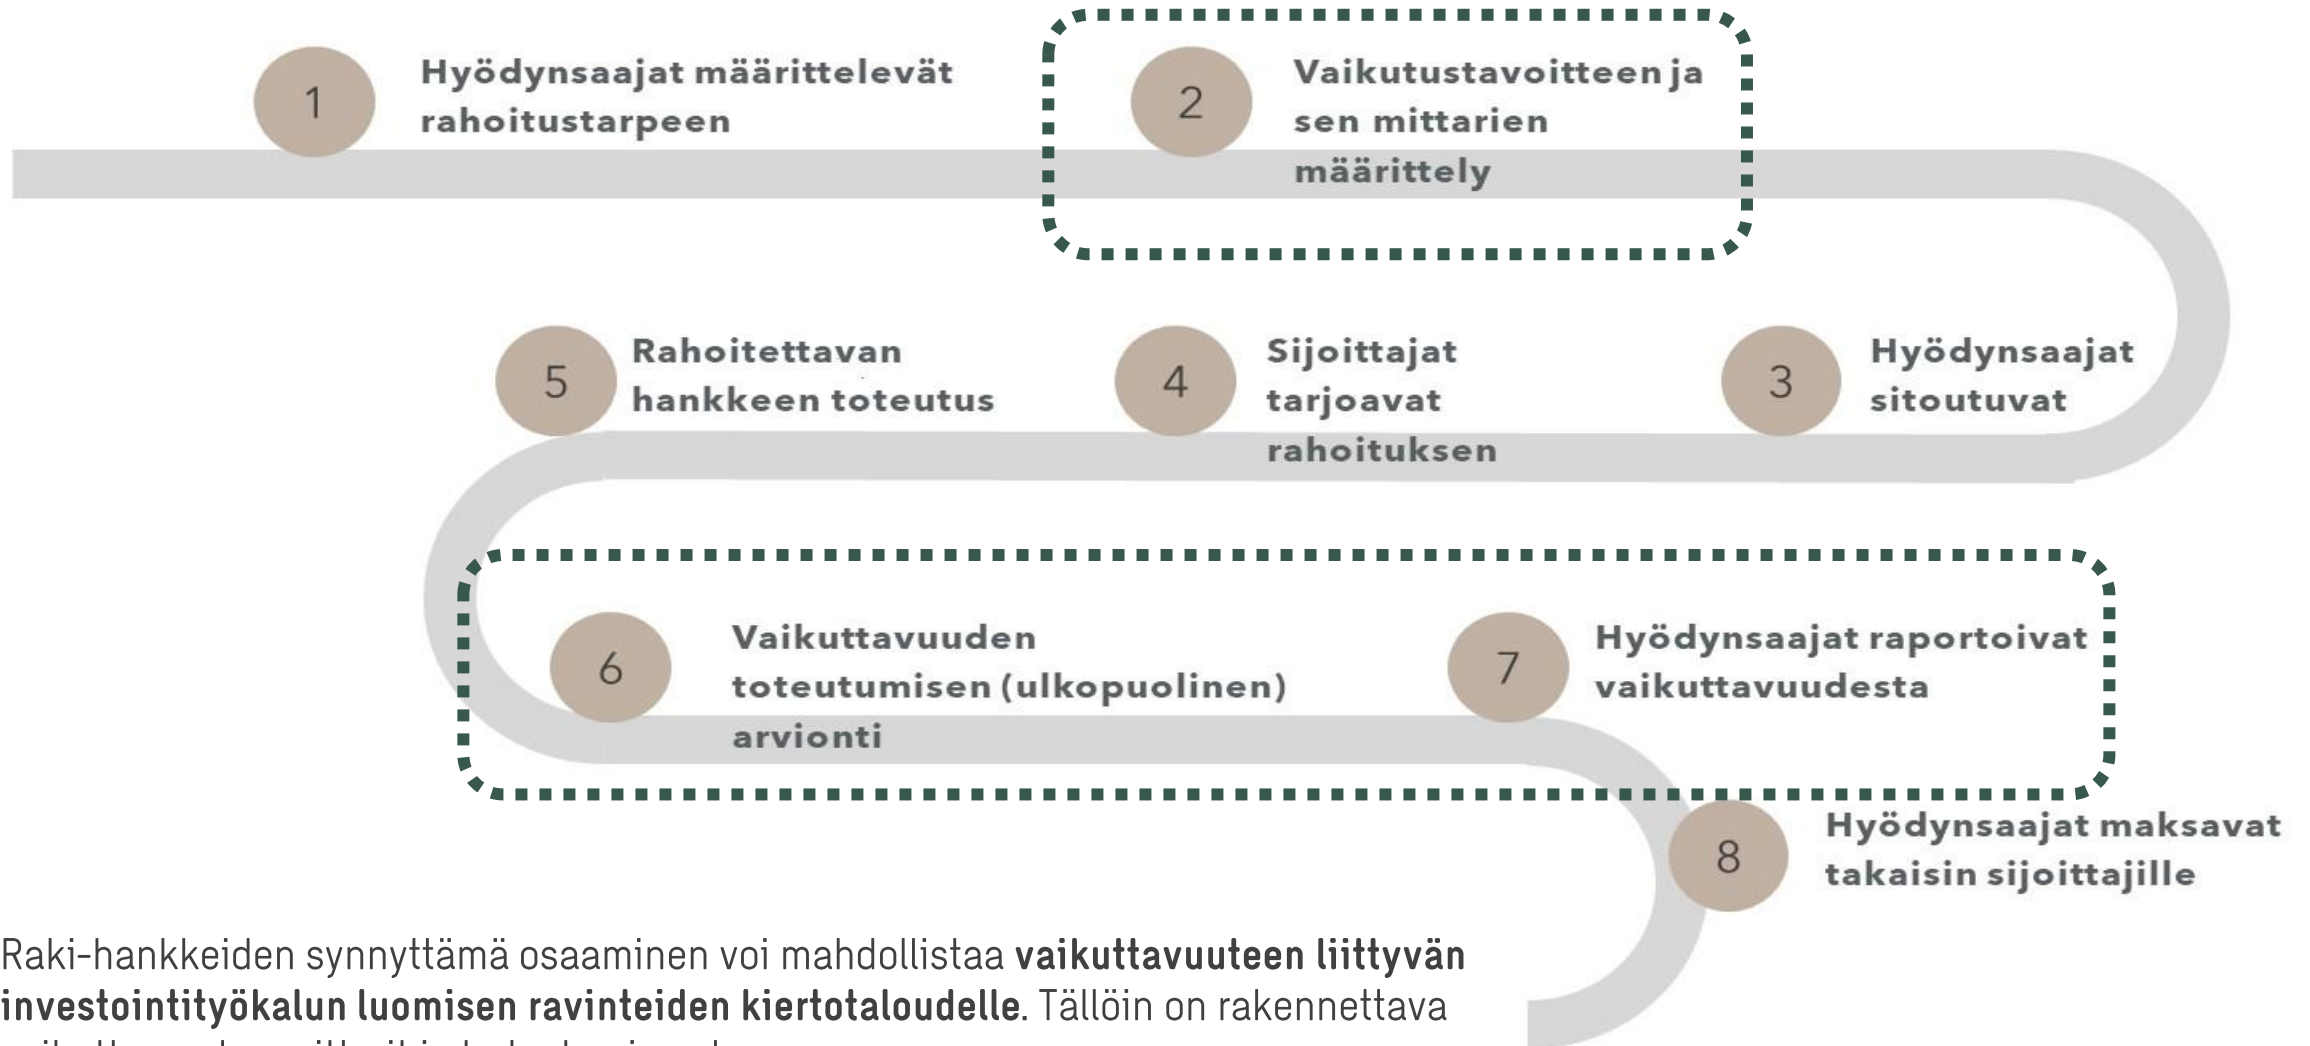 1
Hyödynsaajat määrittelevät
rahoitustarpeen
2
Vaikutustavoitteen ja
sen mittarien
määrittely
3
Hyödynsaajat
sitoutuvat
4
Sijoittajat
tarjoavat
rahoituksen
5
Rahoitettavan
hankkeen toteutus
6
Vaikuttavuuden
toteutumisen (ulkopuolinen)
arvionti
7
Hyödynsaajat raportoivat
vaikuttavuudesta
8
Hyödynsaajat maksavat
takaisin sijoittajille
Raki-hankkeiden synnyttämä osaaminen voi mahdollistaa vaikuttavuuteen liittyvän
investointityökalun luomisen ravinteiden kiertotaloudelle. Tällöin on rakennettava